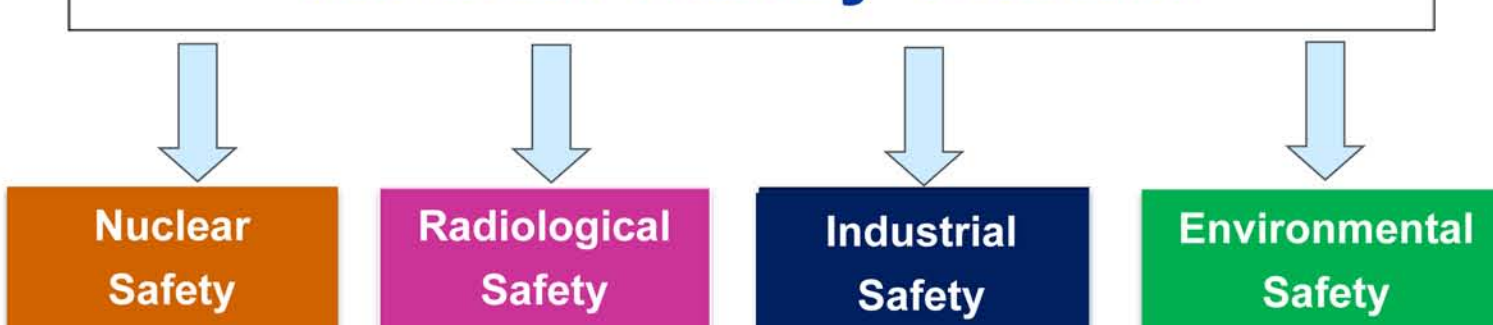 Nuclear
Safety
Radiological
Safety
Industrial
Safety
Environmental
Safety